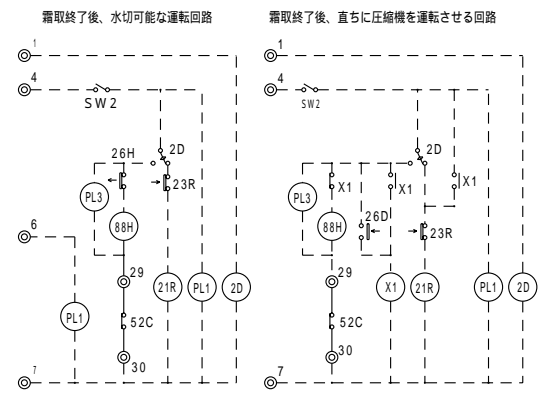 霜取終了後、水切可能な運転回路
1
4
SW2
2D
26H
23R
PL3
88H
6
29
21R
PL1
2D
PL1
52C
30
7
霜取終了後、直ちに圧縮機を運転させる回路
1
4
SW2
2D
X1
X1
X1
PL3
26D
88H
23R
29
X1
21R
PL1
2D
52C
30
7